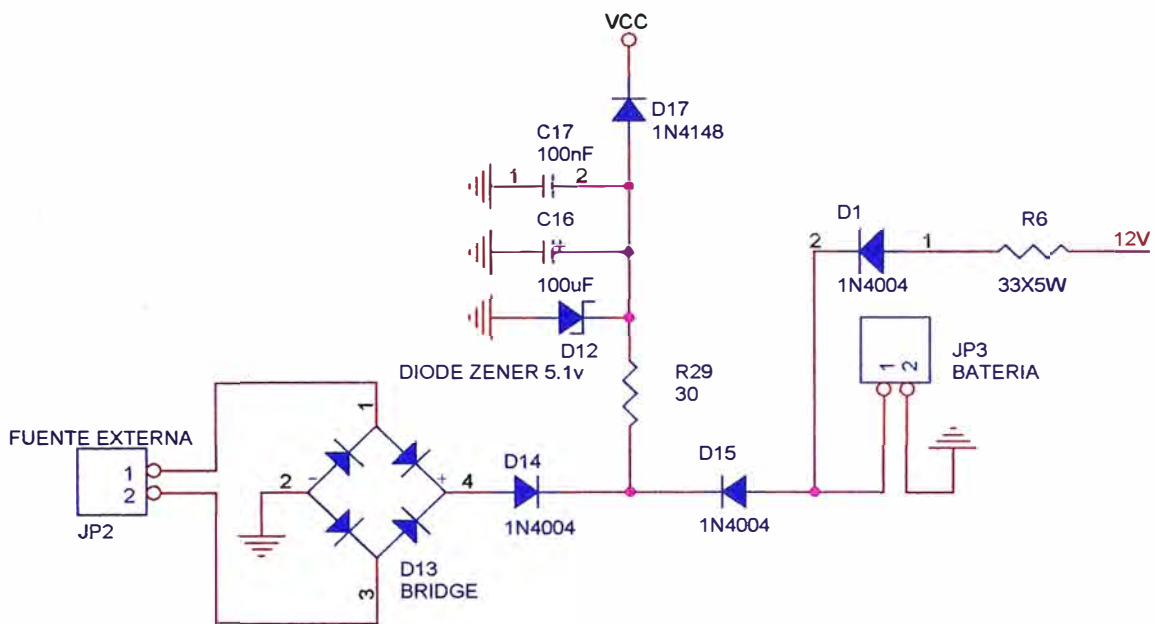 VCC
D17
1N4148
C17
100nF
1
2
C16
+
100uF
D12
DIODE ZENER 5.1v
R29
30
D1
2
1
1N4004
R6
33X5W
12V
JP3
BATERIA
1
2
FUENTE EXTERNA
1
2
JP2
1
2
-
+
4
3
D13
BRIDGE
D14
1N4004
D15
1N4004